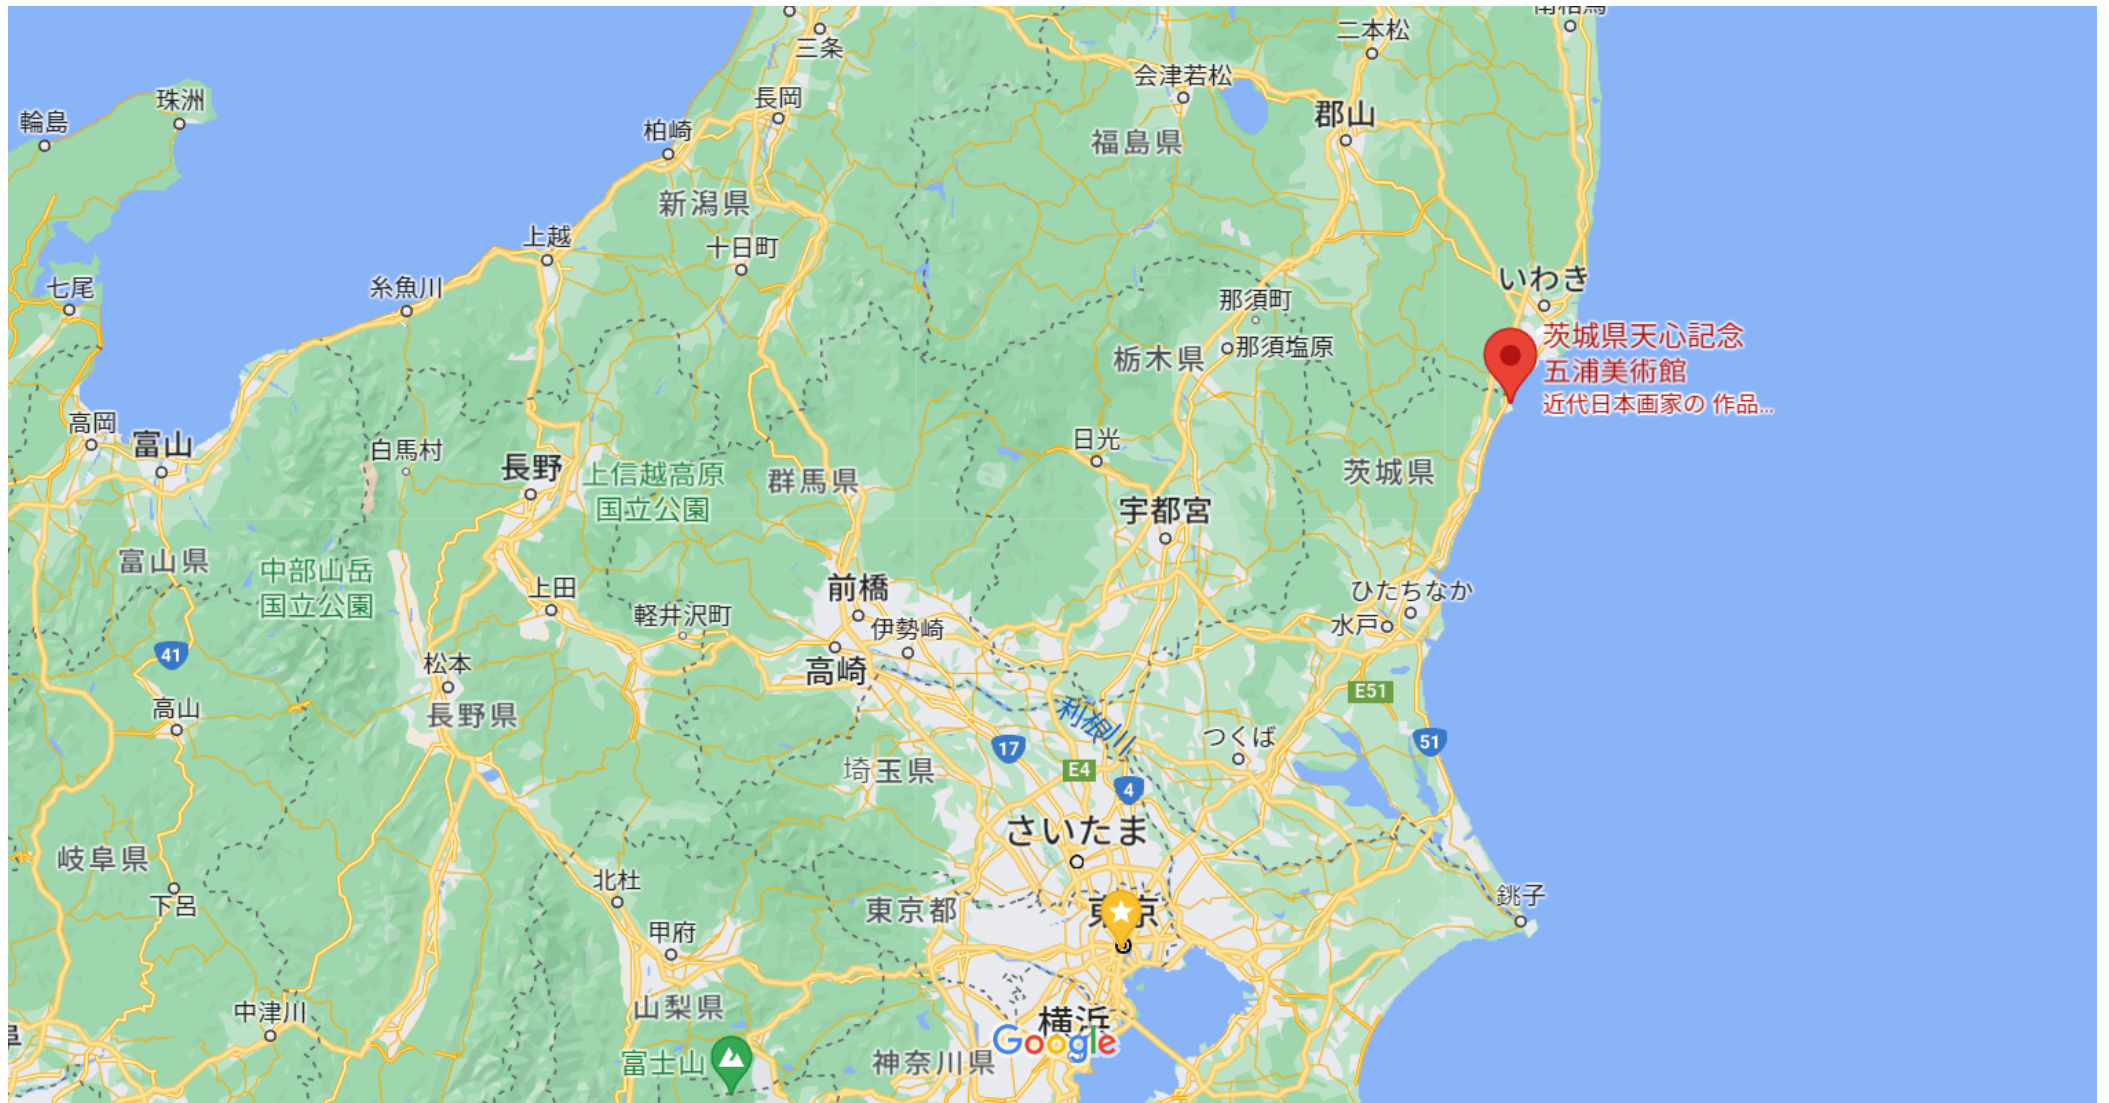 三条
二本松
会津若松
珠洲
輪島
長岡
柏崎
郡山
福島県
新潟県
上越
十日町
いわき
七尾
糸魚川
那須町
那須塩原
栃木県
茨城県天心記念
五浦美術館
近代日本画家の 作品...
高岡
富山
白馬村
長野
上信越高原
国立公園
群馬県
日光
茨城県
宇都宮
富山県
中部山岳
国立公園
上田
前橋
軽井沢町
伊勢崎
ひたちなか
水戸
41
松本
高崎
E51
高山
長野県
利根川
17
つくば
51
埼玉県
E4
4
さいたま
岐阜県
北杜
下呂
東京都
東京
銚子
甲府
山梨県
中津川
横浜
Google
富士山
神奈川県